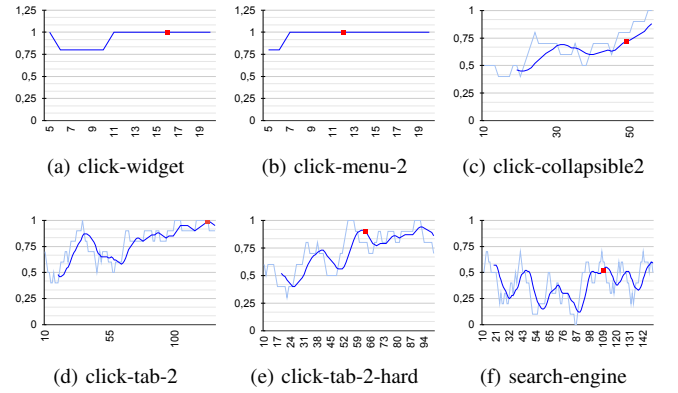 1,25
1
0,75
0,5
0,25
0
5 7 9 11 13 15 17 19
(a) click-widget
1,25
1
0,75
0,5
0,25
0
5 7 9 11 13 15 17 19
(b) click-menu-2
1
0,75
0,5
0,25
0
10 30 50
(c) click-collapsible2
1
0,75
0,5
0,25
0
10 55 100
(d) click-tab-2
1
0,75
0,5
0,25
0
10 17 24 31 38 45 52 59 66 73 80 87 94
(e) click-tab-2-hard
1
0,75
0,5
0,25
0
10 21 32 43 54 65 76 87 98 109 120 131 142
(f) search-engine